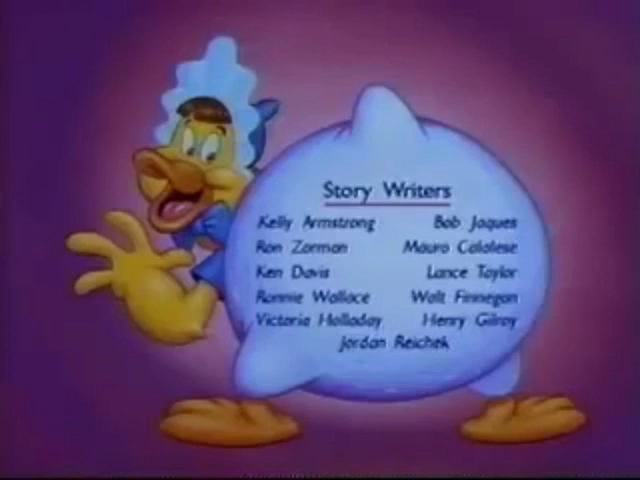 Story Writers
Kelly Armstrong Bob Jaques
Ron Zorman Mauro Casalese
Ken Davis Lance Taylor
Ronnie Wallace Walt Finnegan
Victoria Holladay Henry Gilroy
Jordan Reichek